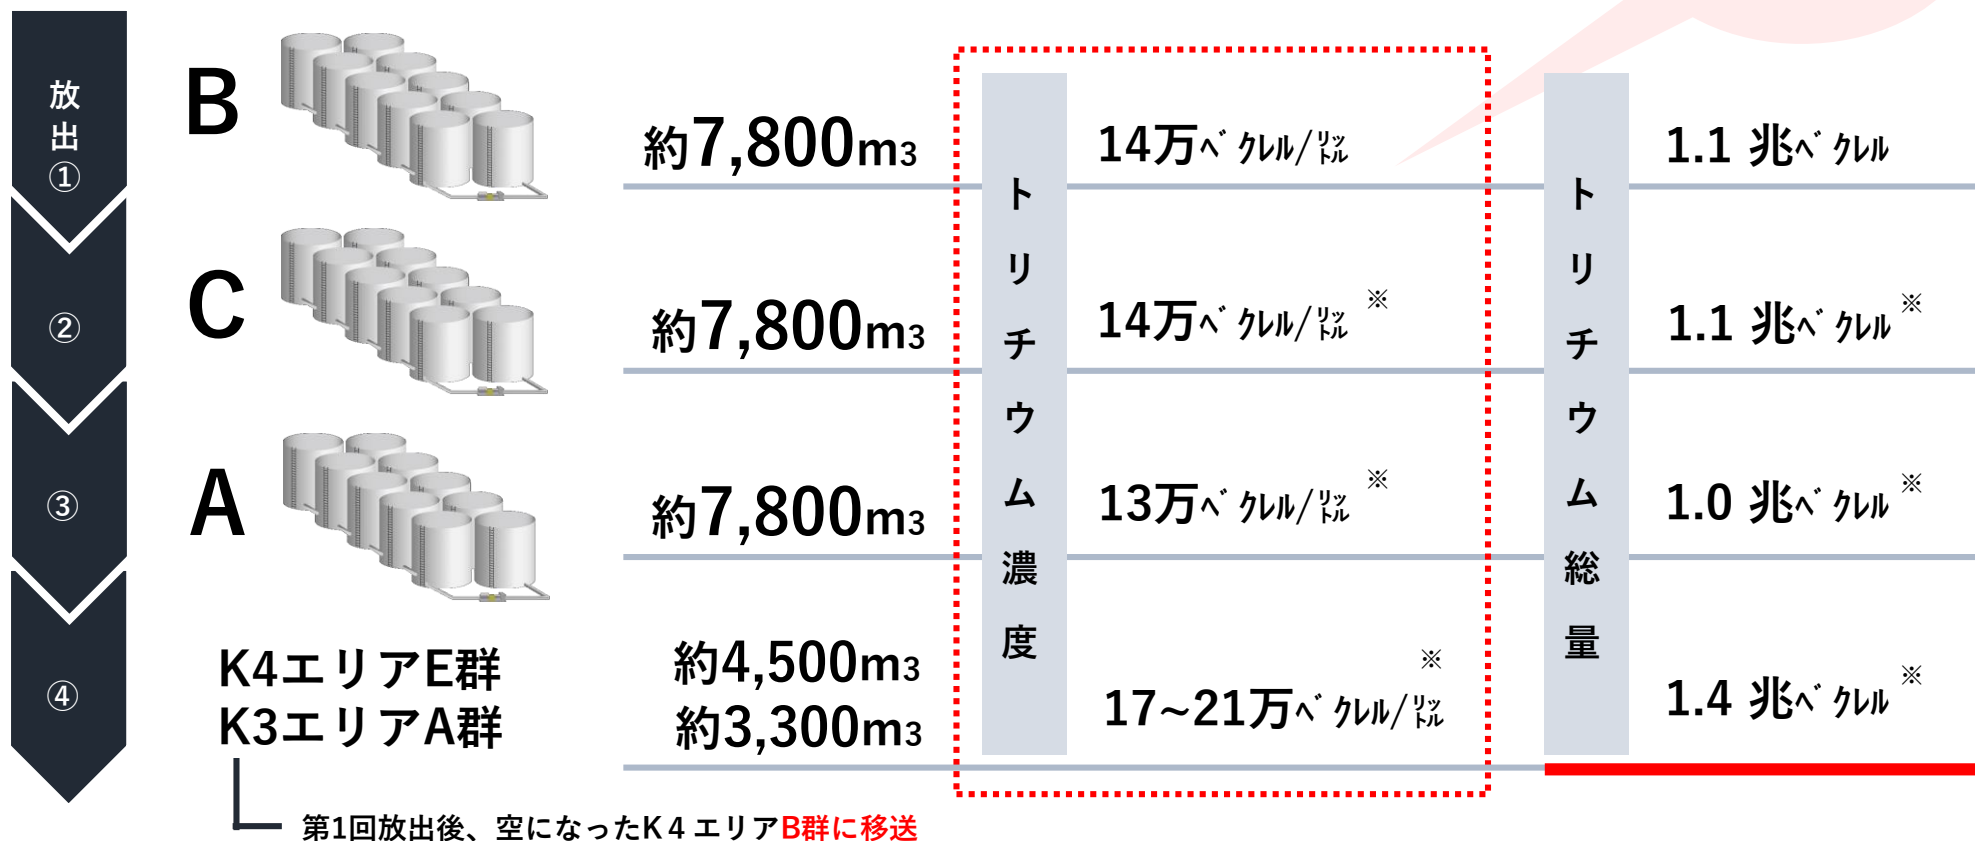 放出①
B
約7,800m3
トリチウム濃度
14万ﾍﾞｸﾚﾙ/ﾘｯﾄﾙ
トリチウム総量
1.1 兆ﾍﾞｸﾚﾙ
②
C
約7,800m3
14万ﾍﾞｸﾚﾙ/ﾘｯﾄﾙ ※
1.1 兆ﾍﾞｸﾚﾙ ※
③
A
約7,800m3
13万ﾍﾞｸﾚﾙ/ﾘｯﾄﾙ ※
1.0 兆ﾍﾞｸﾚﾙ ※
④
K4エリアE群
K3エリアA群
約4,500m3
約3,300m3
17~21万ﾍﾞｸﾚﾙ/ﾘｯﾄﾙ ※
1.4 兆ﾍﾞｸﾚﾙ ※
第1回放出後、空になったK４エリアB群に移送